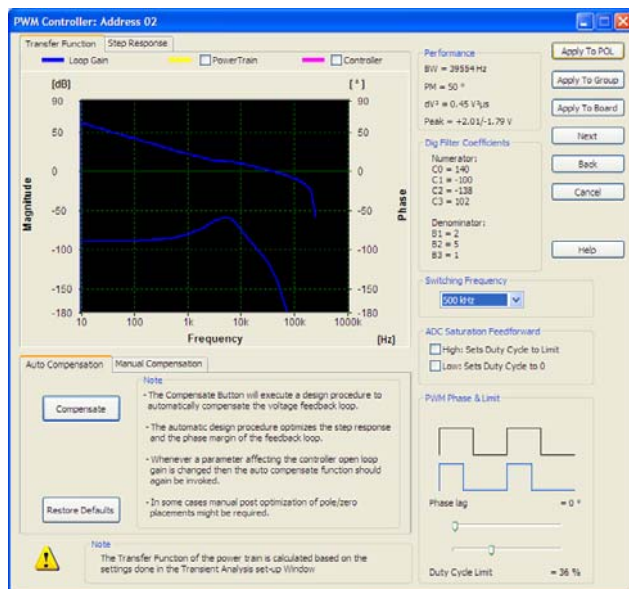 PWM Controller: Address 02
Transfer Function
Step Response
Loop Gain
PowerTrain
Controller
[dB]
[ ° ]
90
90
50
50
0
0
-50
-50
-100
-100
-150
-150
-180
-180
Magnitude
Phase
10
100
1k
10k
100k
1000k
Frequency
[Hz]
Performance
BW = 39554 Hz
PM = 50 °
dV² = 0.45 V²µs
Peak = +2.01/-1.79 V
Dig Filter Coefficients
Numerator:
C0 = 140
C1 = -100
C2 = -138
C3 = 102
Denominator:
B1 = 2
B2 = 5
B3 = 1
Switching Frequency
500 kHz
ADC Saturation Feedforward
High: Sets Duty Cycle to Limit
Low: Sets Duty Cycle to 0
PWM Phase & Limit
Phase lag
= 0 °
Duty Cycle Limit
= 36 %
Apply To POL
Apply To Group
Apply To Board
Next
Back
Cancel
Help
Auto Compensation
Manual Compensation
Compensate
Restore Defaults
Note
- The Compensate Button will execute a design procedure to
automatically compensate the voltage feedback loop.
- The automatic design procedure optimizes the step response
and the phase margin of the feedback loop.
- Whenever a parameter affecting the controller open loop
gain is changed then the auto compensate function should
again be invoked.
- In some cases manual post optimization of pole/zero
placements might be required.
Note
The Transfer Function of the power train is calculated based on the
settings done in the Transient Analysis set-up Window